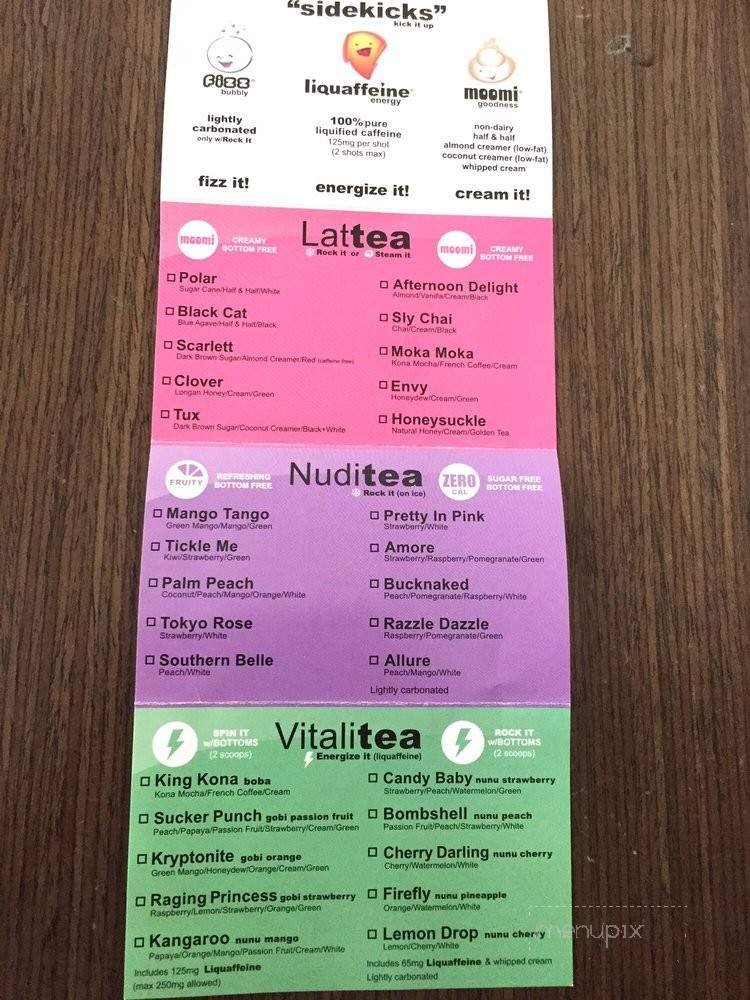 “sidekicks”
kick it up
fizz
bubbly
lightly
carbonated
only w/Rock It
fizz it!
liquaffeine
energy
100% pure
liquified caffeine
125mg per shot
(2 shots max)
energize it!
moomi
goodness
non-dairy
half & half
almond creamer (low-fat)
coconut creamer (low-fat)
whipped cream
cream it!
moomi
CREAMY
BOTTOM FREE
Lattea
Rock it or Steam it
moomi
CREAMY
BOTTOM FREE
Polar
Sugar Cane/Half & Half/White
Black Cat
Blue Agave/Half & Half/Black
Scarlett
Dark Brown Sugar/Almond Creamer/Red (caffeine free)
Clover
Longan Honey/Cream/Green
Tux
Dark Brown Sugar/Coconut Creamer/Black+White
Afternoon Delight
Almond/Vanilla/Cream/Black
Sly Chai
Chai/Cream/Black
Moka Moka
Kona Mocha/French Coffee/Cream
Envy
Honeydew/Cream/Green
Honeysuckle
Natural Honey/Cream/Golden Tea
FRUITY
REFRESHING
BOTTOM FREE
Nuditea
Rock it (on ice)
ZERO
CAL
SUGAR FREE
BOTTOM FREE
Mango Tango
Green Mango/Mango/Green
Tickle Me
Kiwi/Strawberry/Green
Palm Peach
Coconut/Peach/Mango/Orange/White
Tokyo Rose
Strawberry/White
Southern Belle
Peach/White
Pretty In Pink
Strawberry/White
Amore
Strawberry/Raspberry/Pomegranate/Green
Bucknaked
Peach/Pomegranate/Raspberry/White
Razzle Dazzle
Raspberry/Pomegranate/Green
Allure
Peach/Mango/White
Lightly carbonated
SPIN IT
w/BOTTOMS
(2 scoops)
Vitalitea
Energize it (liquaffeine)
ROCK IT
w/BOTTOMS
(2 scoops)
King Kona boba
Kona Mocha/French Coffee/Cream
Sucker Punch gobi passion fruit
Peach/Papaya/Passion Fruit/Strawberry/Cream/Green
Kryptonite gobi orange
Green Mango/Honeydew/Orange/Cream/Green
Raging Princess gobi strawberry
Raspberry/Lemon/Strawberry/Orange/Green
Kangaroo nunu mango
Papaya/Orange/Mango/Passion Fruit/Cream/White
Includes 125mg Liquaffeine
(max 250mg allowed)
Candy Baby nunu strawberry
Strawberry/Peach/Watermelon/Green
Bombshell nunu peach
Passion Fruit/Peach/Strawberry/White
Cherry Darling nunu cherry
Cherry/Watermelon/White
Firefly nunu pineapple
Orange/Watermelon/White
Lemon Drop nunu cherry
Lemon/Cherry/White
Includes 65mg Liquaffeine & whipped cream
Lightly carbonated
menupix